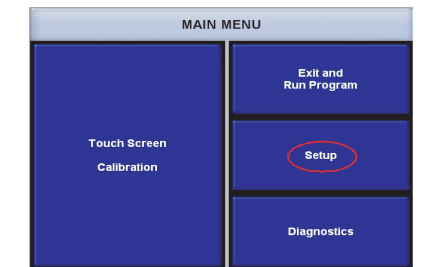 MAIN MENU
Touch Screen
Calibration
Exit and
Run Program
Setup
Diagnostics